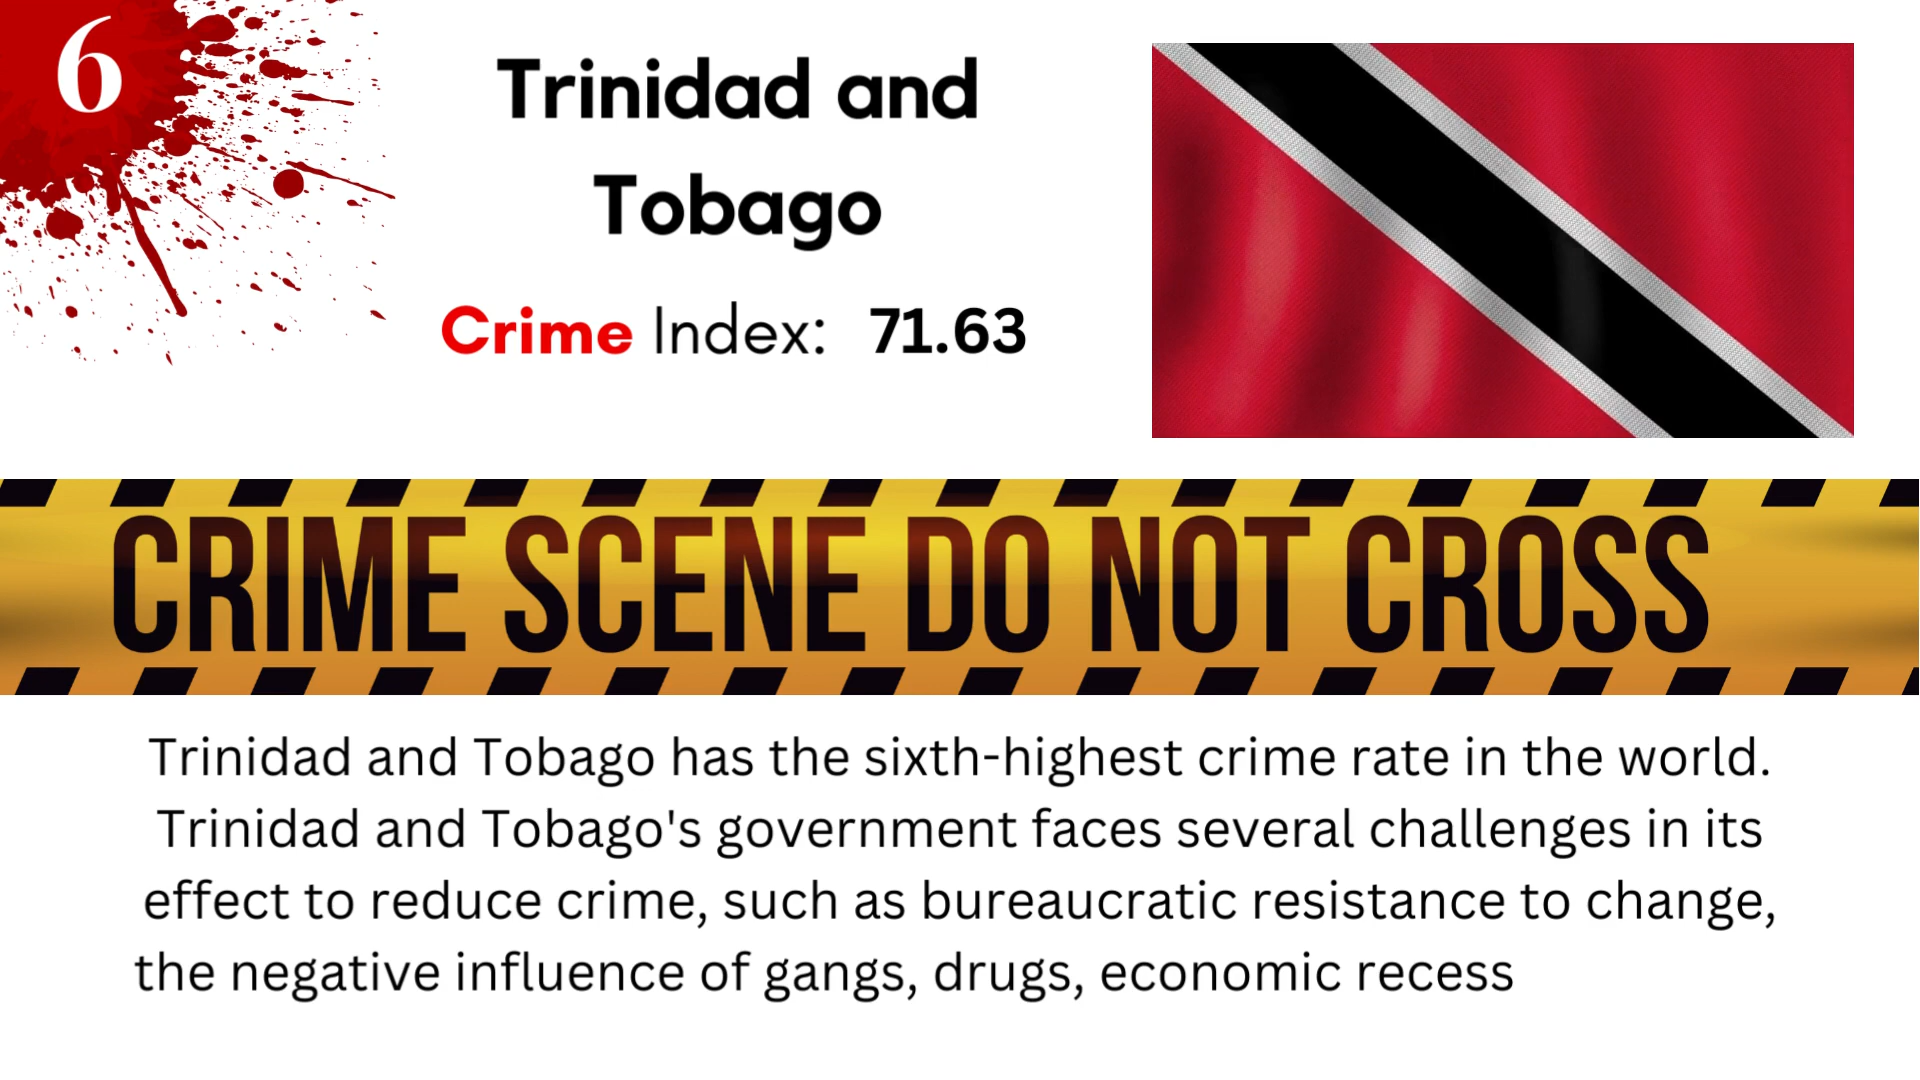 6
Trinidad and
Tobago
Crime Index: 71.63
CRIME SCENE DO NOT CROSS
Trinidad and Tobago has the sixth-highest crime rate in the world.
Trinidad and Tobago's government faces several challenges in its
effect to reduce crime, such as bureaucratic resistance to change,
the negative influence of gangs, drugs, economic recess